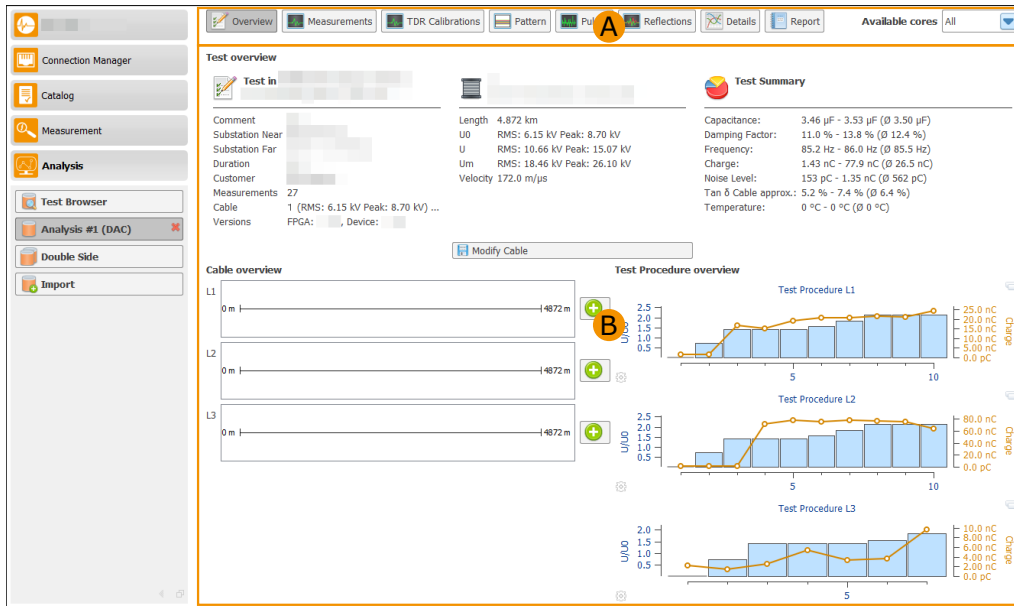 Overview Measurements TDR Calibrations Pattern Reflections Details Report Available cores All
A
Connection Manager
Catalog
Measurement
Analysis
Test Browser
Analysis #1 (DAC)
Double Side
Import
Test overview
Test in
Comment
Substation Near
Substation Far
Duration
Customer
Measurements 27
Cable 1 (RMS: 6.15 kV Peak: 8.70 kV) ...
Versions FPGA: , Device:
Length 4.872 km
U0 RMS: 6.15 kV Peak: 8.70 kV
U RMS: 10.66 kV Peak: 15.07 kV
Um RMS: 18.46 kV Peak: 26.10 kV
Velocity 172.0 m/µs
Test Summary
Capacitance: 3.46 µF - 3.53 µF (Ø 3.50 µF)
Damping Factor: 11.0 % - 13.8 % (Ø 12.4 %)
Frequency: 85.2 Hz - 86.0 Hz (Ø 85.5 Hz)
Charge: 1.43 nC - 77.9 nC (Ø 26.5 nC)
Noise Level: 153 pC - 1.35 nC (Ø 562 pC)
Tan δ Cable approx.: 5.2 % - 7.4 % (Ø 6.4 %)
Temperature: 0 °C - 0 °C (Ø 0 °C)
Modify Cable
Cable overview
L1
0 m 4872 m
L2
0 m 4872 m
L3
0 m 4872 m
B
Test Procedure overview
Test Procedure L1
U/U0
2.5
2.0
1.5
1.0
0.5
25.0 nC
20.0 nC
15.0 nC
10.0 nC
5.00 nC
0.0 pC
Charge
5 10
Test Procedure L2
U/U0
2.5
2.0
1.5
1.0
0.5
80.0 nC
60.0 nC
40.0 nC
20.0 nC
0.0 pC
Charge
5 10
Test Procedure L3
U/U0
2.0
1.5
1.0
0.5
10.0 nC
8.00 nC
6.00 nC
4.00 nC
2.00 nC
0.0 pC
Charge
5